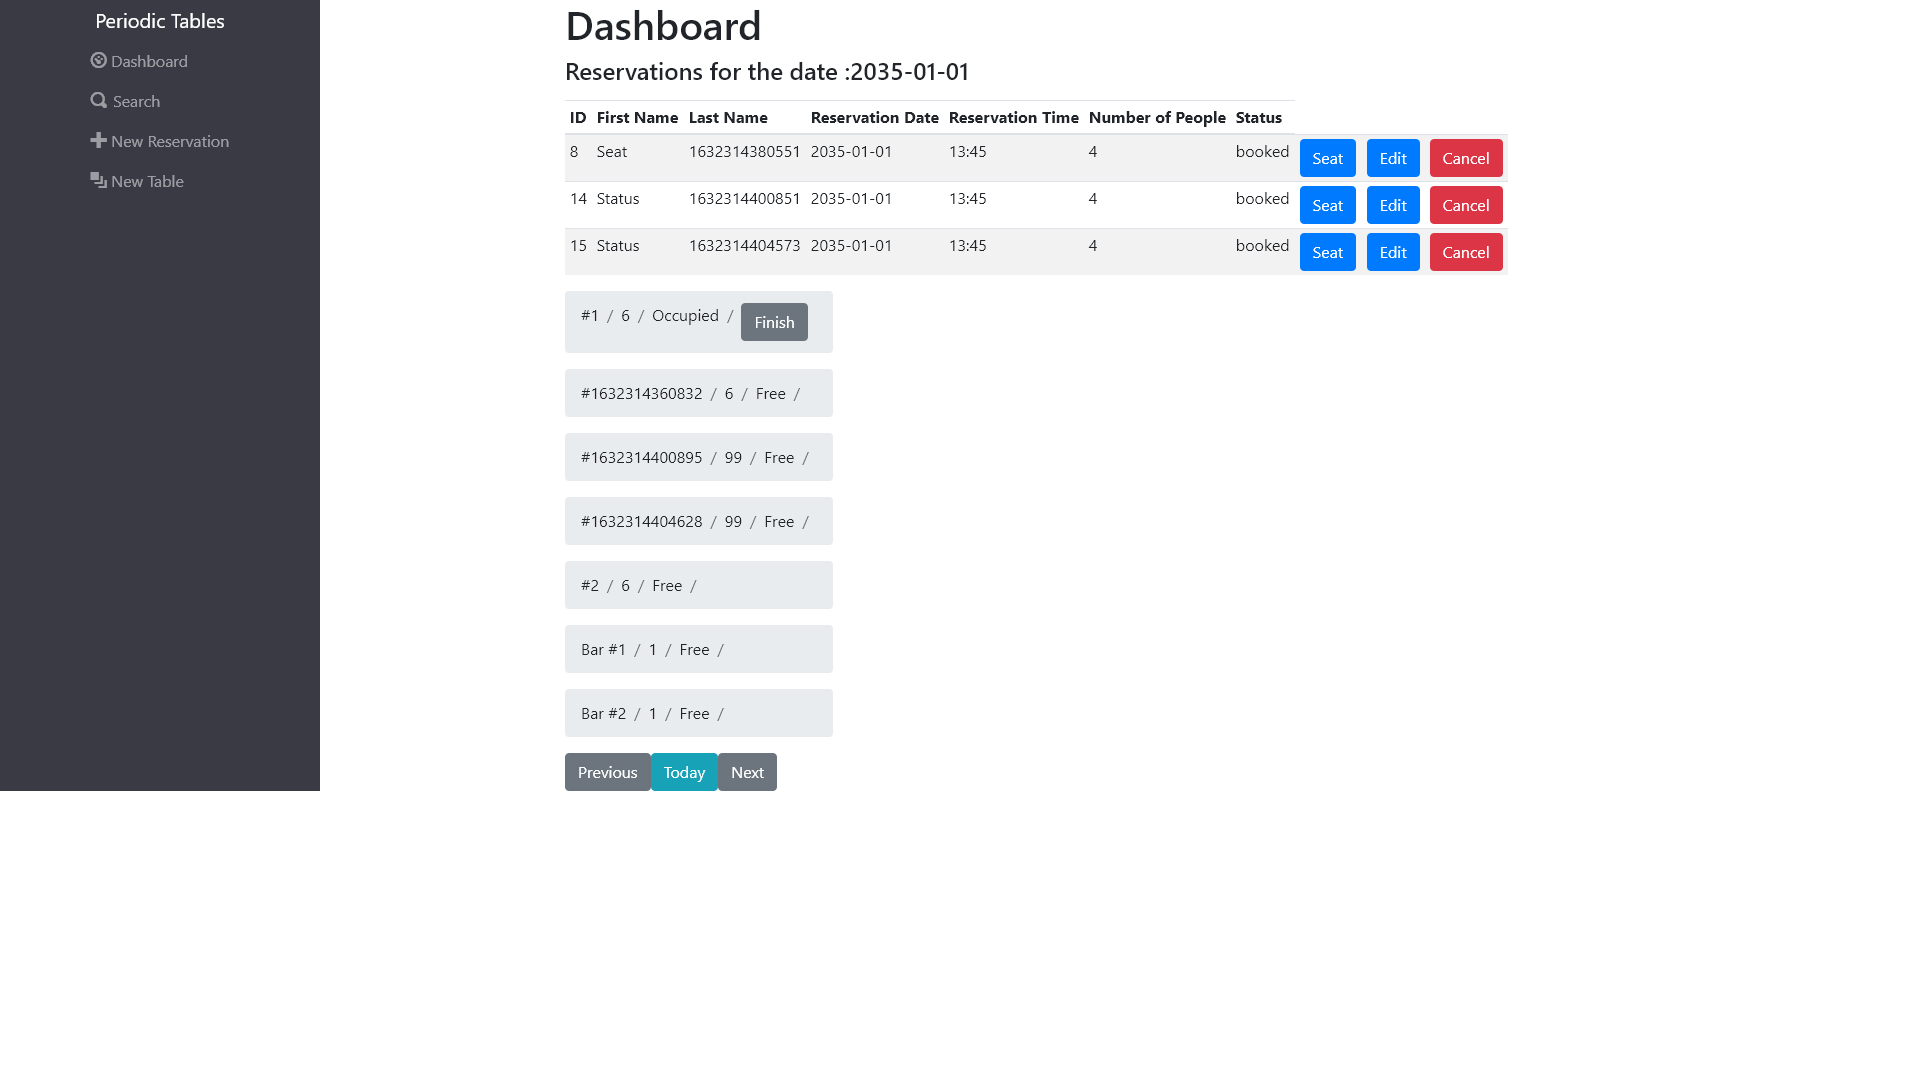 Periodic Tables
Dashboard
Search
New Reservation
New Table
Dashboard
Reservations for the date :2035-01-01
ID First Name Last Name Reservation Date Reservation Time Number of People Status
8 Seat 1632314380551 2035-01-01 13:45 4 booked Seat Edit Cancel
14 Status 1632314400851 2035-01-01 13:45 4 booked Seat Edit Cancel
15 Status 1632314404573 2035-01-01 13:45 4 booked Seat Edit Cancel
#1 / 6 / Occupied / Finish
#1632314360832 / 6 / Free /
#1632314400895 / 99 / Free /
#1632314404628 / 99 / Free /
#2 / 6 / Free /
Bar #1 / 1 / Free /
Bar #2 / 1 / Free /
Previous Today Next